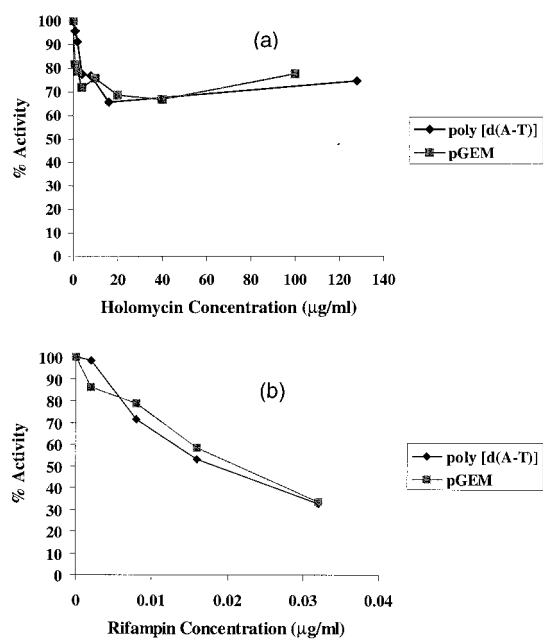 (a)
% Activity
100
90
80
70
60
50
40
30
20
10
0
0 20 40 60 80 100 120 140
Holomycin Concentration (µg/ml)
poly [d(A-T)]
pGEM
(b)
% Activity
100
90
80
70
60
50
40
30
20
10
0
0 0.01 0.02 0.03 0.04
Rifampin Concentration (µg/ml)
poly [d(A-T)]
pGEM